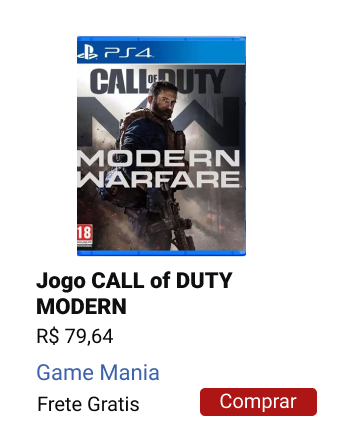 PS4
CALL OF DUTY
MODERN
WARFARE
18
Jogo CALL of DUTY
MODERN
R$ 79,64
Game Mania
Frete Gratis
Comprar